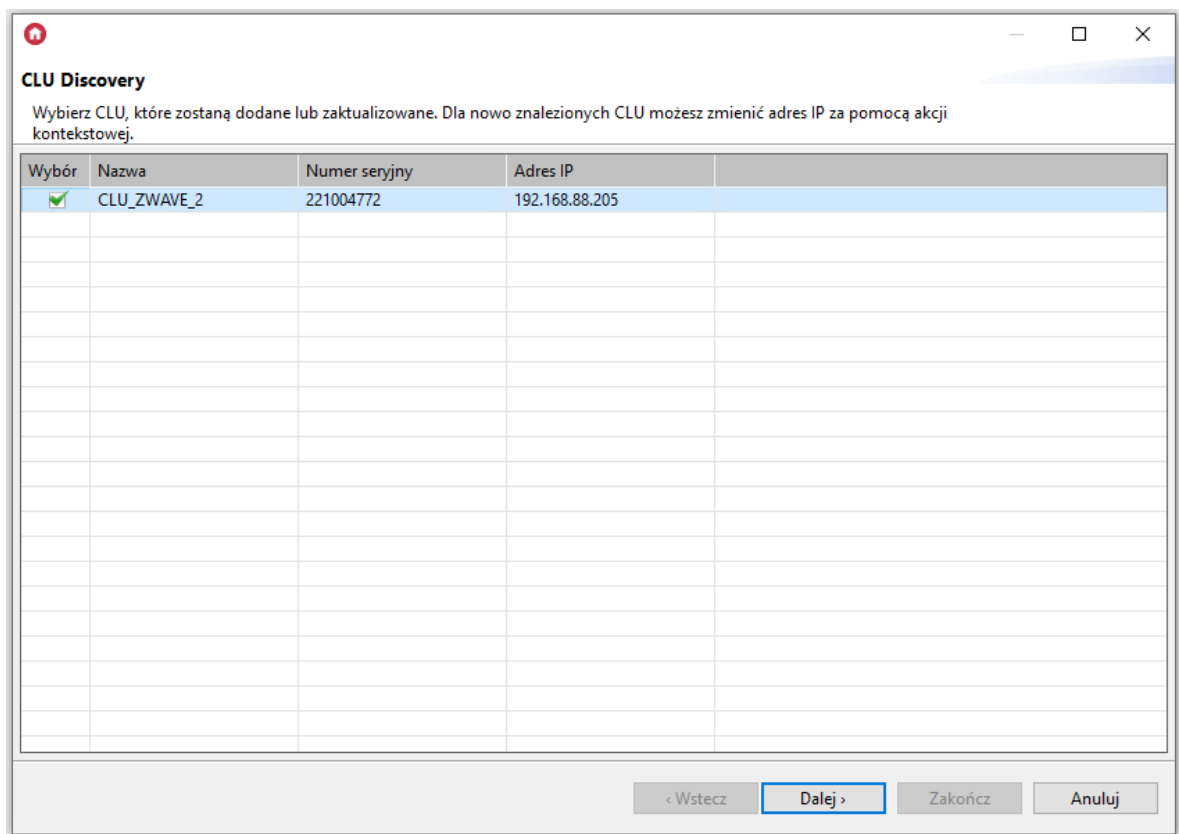 CLU Discovery
Wybierz CLU, które zostaną dodane lub zaktualizowane. Dla nowo znalezionych CLU możesz zmienić adres IP za pomocą akcji
kontekstowej.
Wybór Nazwa Numer seryjny Adres IP
CLU_ZWAVE_2 221004772 192.168.88.205
‹ Wstecz Dalej › Zakończ Anuluj